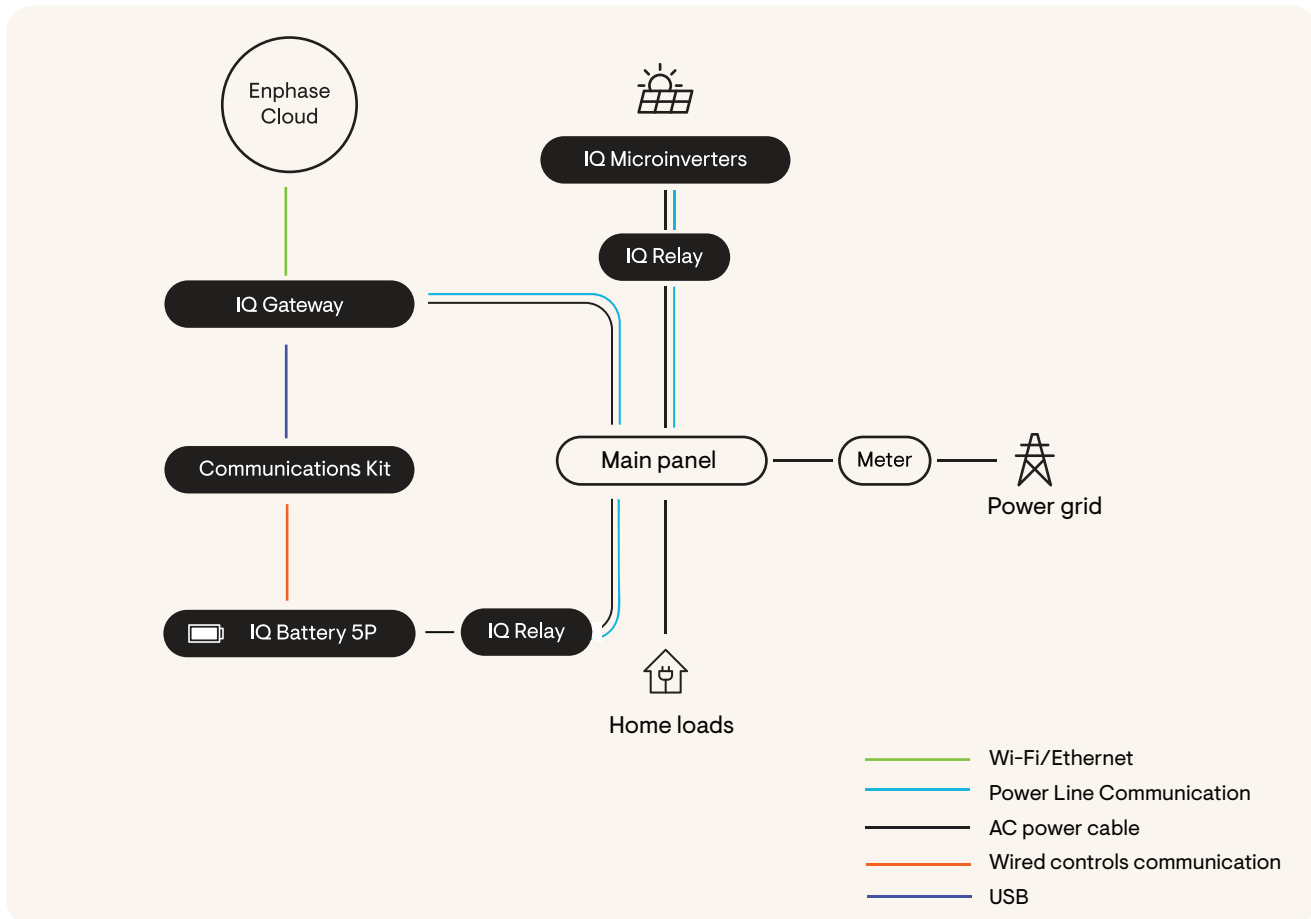 Enphase
Cloud
IQ Microinverters
IQ Relay
IQ Gateway
Communications Kit
Main panel
Meter
Power grid
IQ Battery 5P
IQ Relay
Home loads
Wi-Fi/Ethernet
Power Line Communication
AC power cable
Wired controls communication
USB